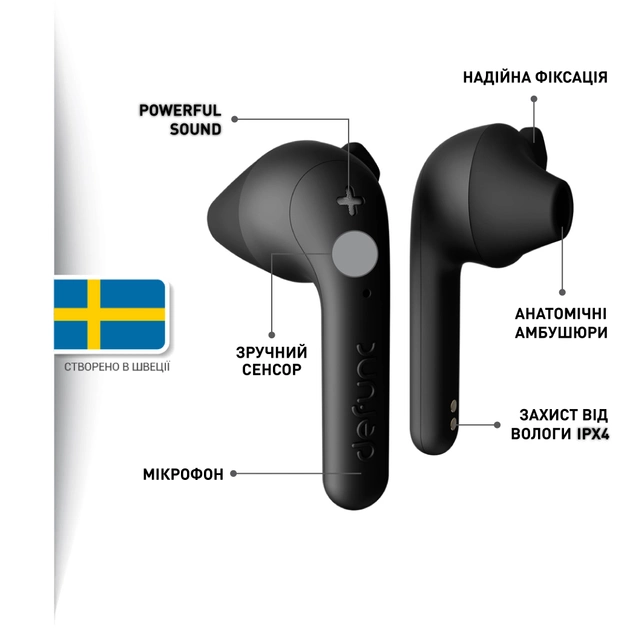 НАДІЙНА ФІКСАЦІЯ
POWERFUL
SOUND
АНАТОМІЧНІ
АМБУШЮРИ
СТВОРЕНО В ШВЕЦІЇ
ЗРУЧНИЙ
СЕНСОР
defunc
ЗАХИСТ ВІД
ВОЛОГИ IPX4
МІКРОФОН